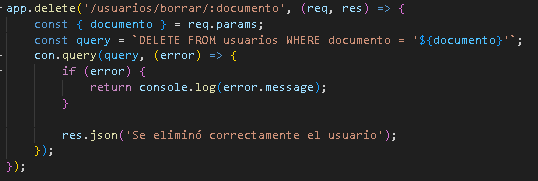 app.delete('/usuarios/borrar/:documento', (req, res) => {
    const { documento } = req.params;
    const query = `DELETE FROM usuarios WHERE documento = '${documento}'`;
    con.query(query, (error) => {
        if (error) {
            return console.log(error.message);
        }

        res.json('Se eliminó correctamente el usuario');
    });
});